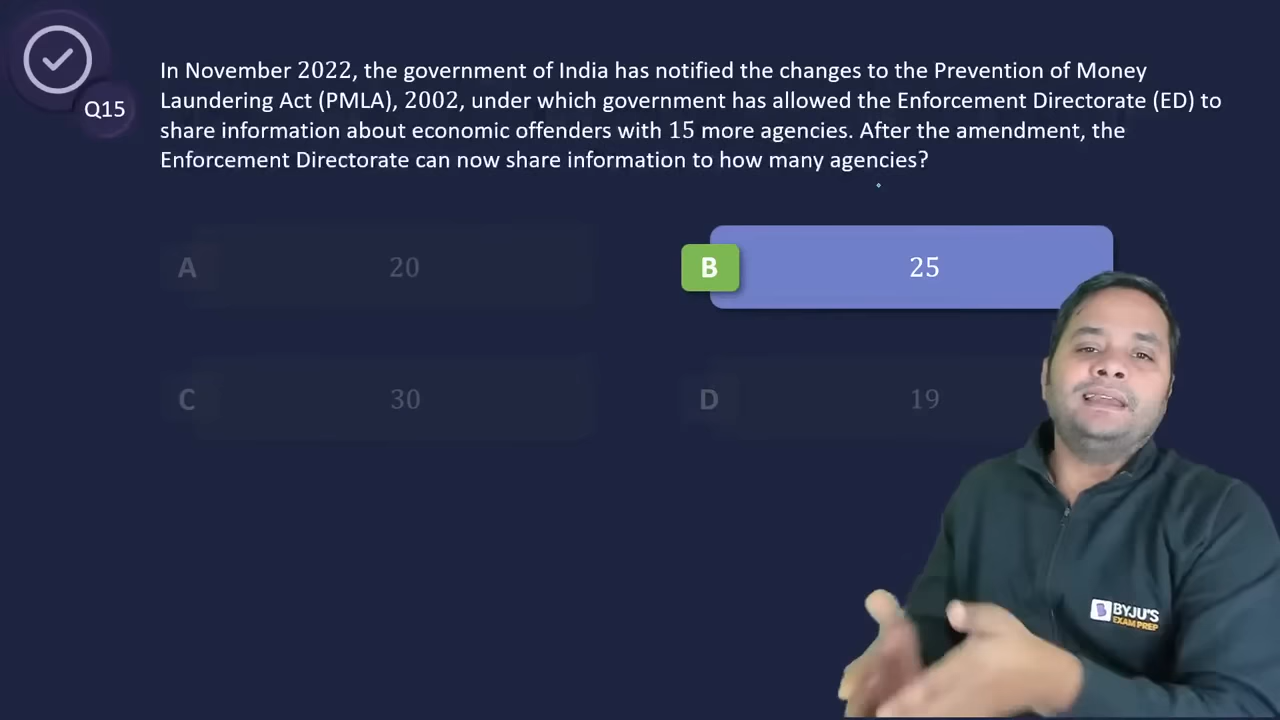 Q15
In November 2022, the government of India has notified the changes to the Prevention of Money
Laundering Act (PMLA), 2002, under which government has allowed the Enforcement Directorate (ED) to
share information about economic offenders with 15 more agencies. After the amendment, the
Enforcement Directorate can now share information to how many agencies?
A 20
B 25
C 30
D 19
B BYJU'S
EXAM PREP